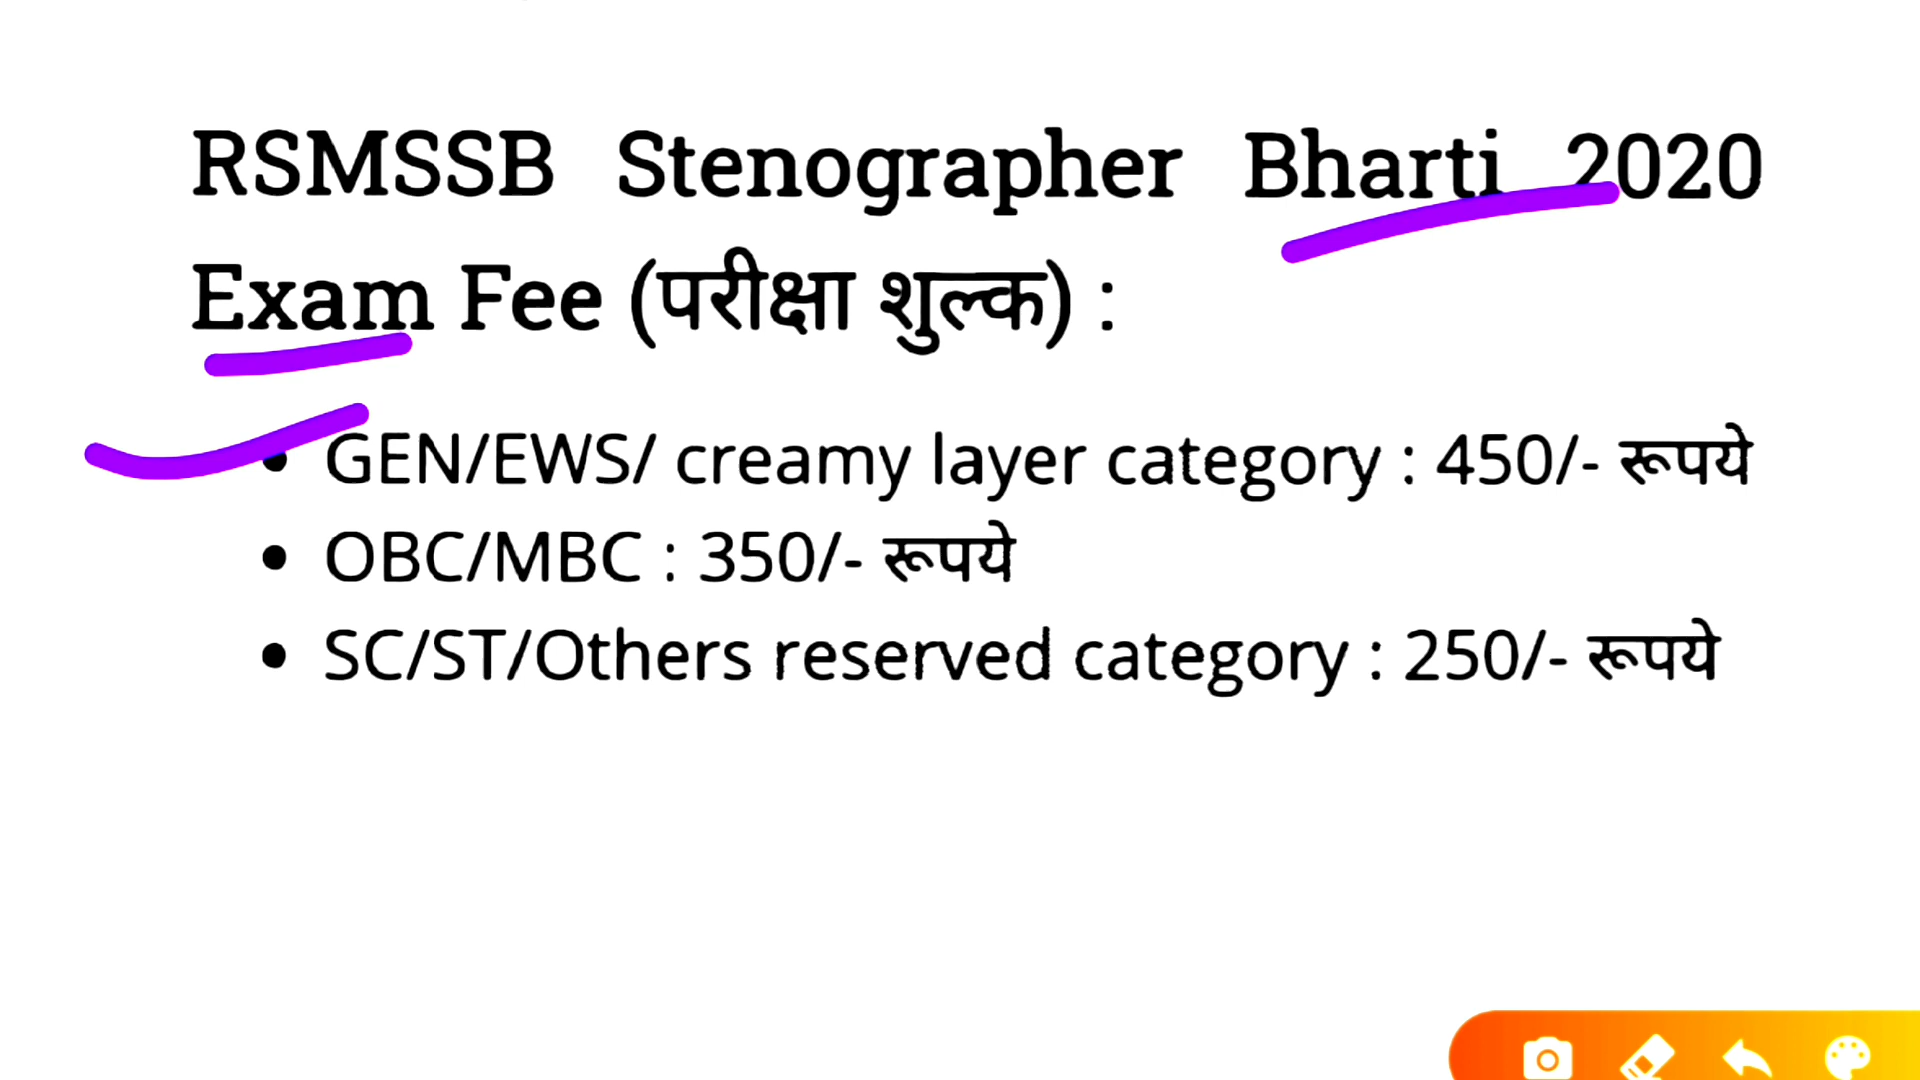 RSMSSB Stenographer Bharti 2020
Exam Fee (परीक्षा शुल्क) :
• GEN/EWS/ creamy layer category : 450/- रूपये
• OBC/MBC : 350/- रूपये
• SC/ST/Others reserved category : 250/- रूपये